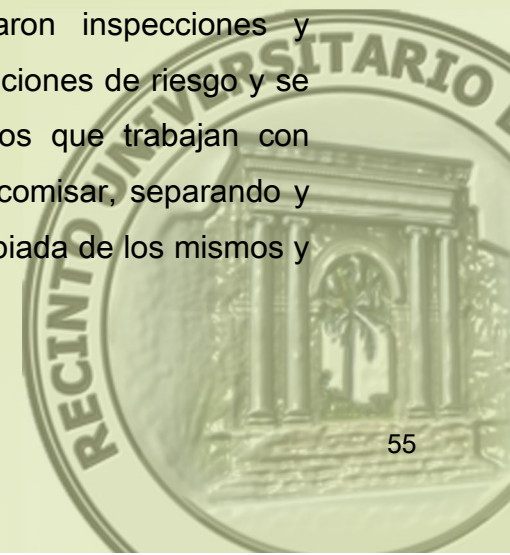 aron inspecciones y
ciones de riesgo y se
os que trabajan con
comisar, separando y
piada de los mismos y
RECINTO UNIVERSITARIO
55